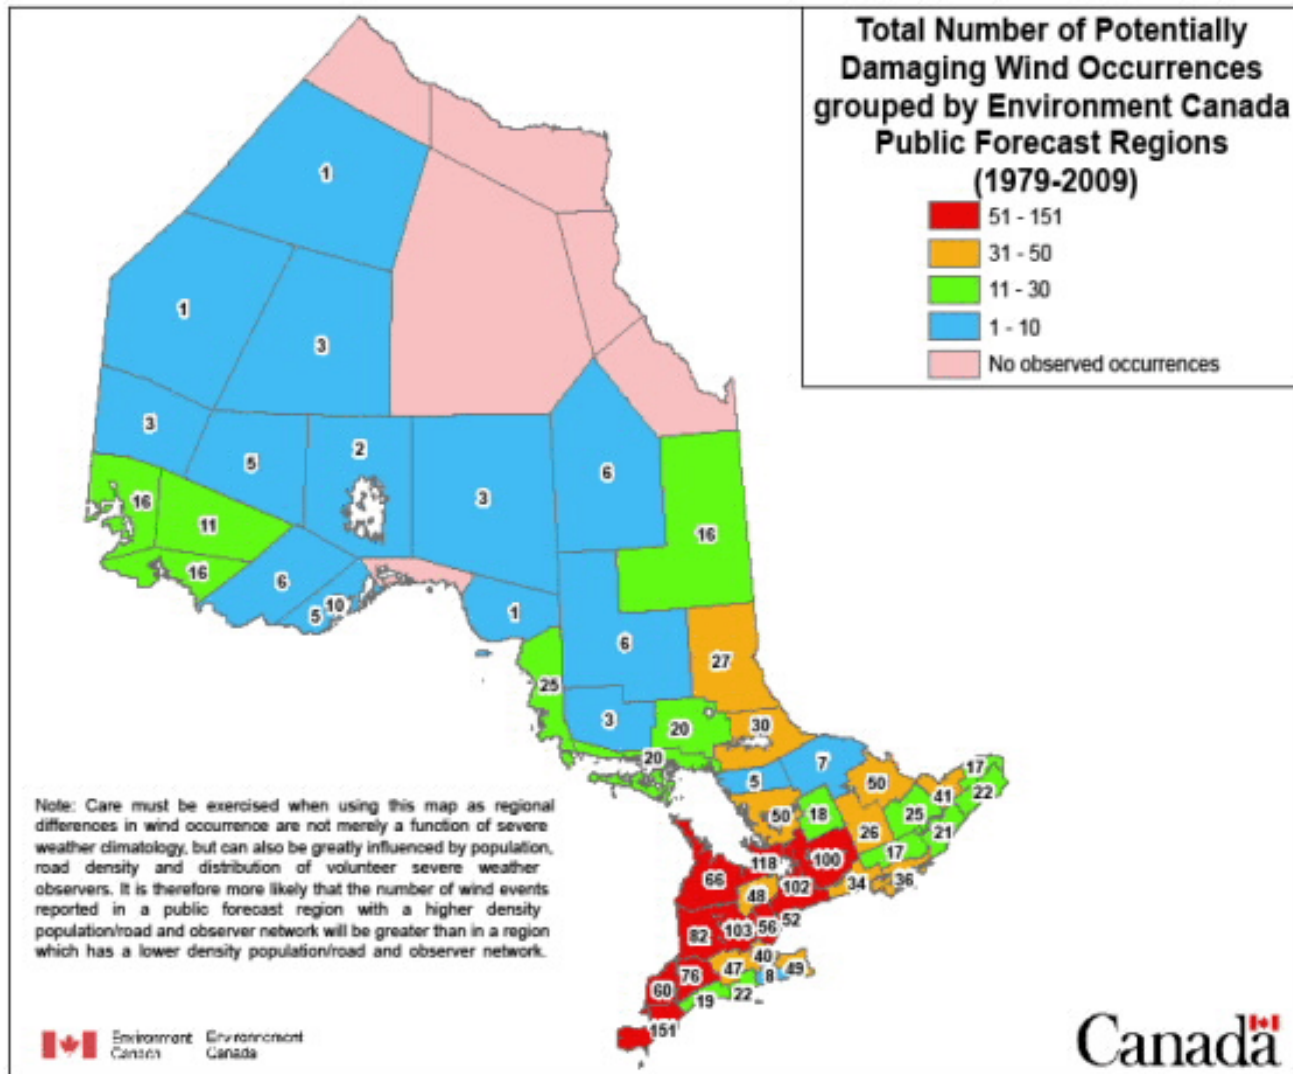 Total Number of Potentially
Damaging Wind Occurrences
grouped by Environment Canada
Public Forecast Regions
(1979-2009)
51 - 151
31 - 50
11 - 30
1 - 10
No observed occurrences
1
1
3
3
5
2
3
6
16
16
11
16
6
5
10
1
6
27
25
3
20
30
20
5
7
50
17
41
22
50
18
25
26
21
17
118
100
66
48
102
34
36
82
103
56
52
40
47
49
76
8
60
22
19
151
Note: Care must be exercised when using this map as regional
differences in wind occurrence are not merely a function of severe
weather climatology, but can also be greatly influenced by population,
road density and distribution of volunteer severe weather
observers. It is therefore more likely that the number of wind events
reported in a public forecast region with a higher density
population/road and observer network will be greater than in a region
which has a lower density population/road and observer network.
Environment Environnement
Canada Canada
Canada